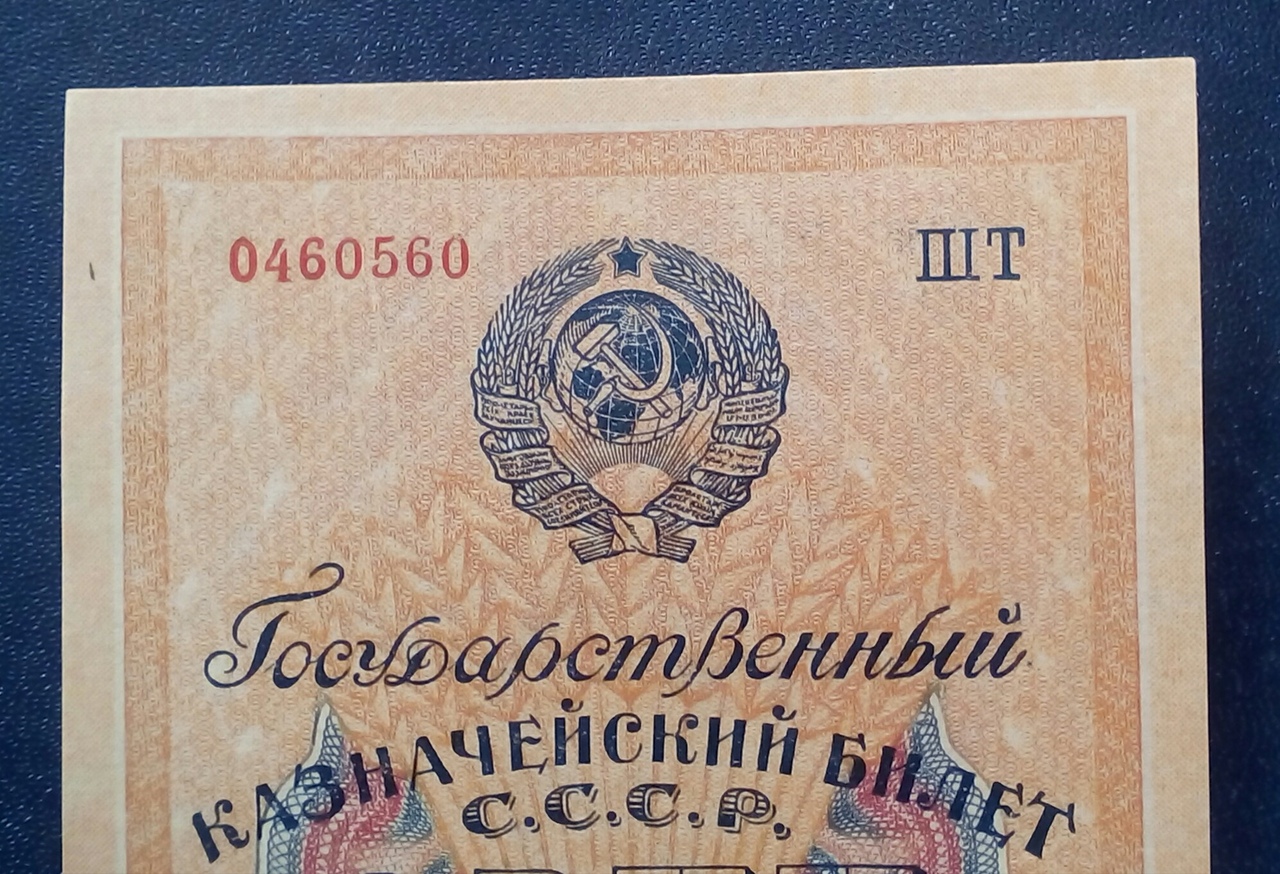 0460560 ШТ
Государственный
КАЗНАЧЕЙСКИЙ БИЛЕТ
С.С.С.Р.